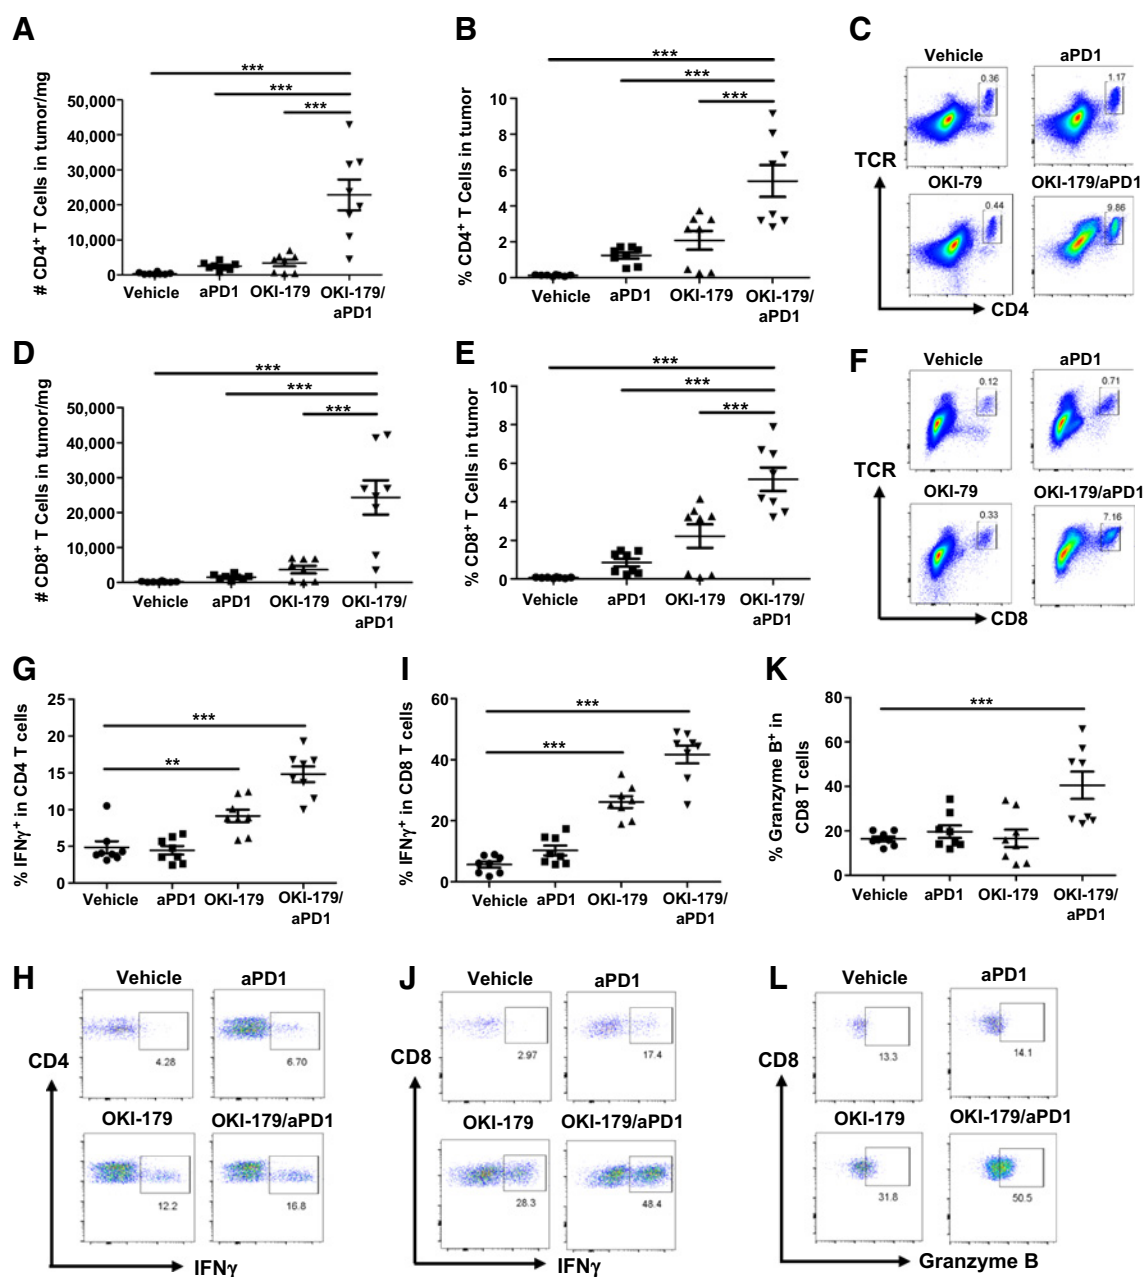 A
# CD4+ T Cells in tumor/mg
***
***
***
50,000
40,000
30,000
20,000
10,000
0
Vehicle aPD1 OKI-179 OKI-179/
aPD1
B
% CD4+ T Cells in tumor
***
***
***
10
8
6
4
2
0
Vehicle aPD1 OKI-179 OKI-179/
aPD1
C
Vehicle aPD1
0.36 1.17
TCR
OKI-79 OKI-179/aPD1
0.44 9.86
CD4
D
# CD8+ T Cells in tumor/mg
***
***
***
50,000
40,000
30,000
20,000
10,000
0
Vehicle aPD1 OKI-179 OKI-179/
aPD1
E
% CD8+ T Cells in tumor
***
***
***
10
8
6
4
2
0
Vehicle aPD1 OKI-179 OKI-179/
aPD1
F
Vehicle aPD1
0.12 0.71
TCR
OKI-79 OKI-179/aPD1
0.33 7.16
CD8
G
% IFNγ+ in CD4 T cells
***
**
25
20
15
10
5
0
Vehicle aPD1 OKI-179 OKI-179/
aPD1
I
% IFNγ+ in CD8 T cells
***
***
60
40
20
0
Vehicle aPD1 OKI-179 OKI-179/
aPD1
K
% Granzyme B+ in
CD8 T cells
***
80
60
40
20
0
Vehicle aPD1 OKI-179 OKI-179/
aPD1
H
Vehicle aPD1
4.28 6.70
CD4
OKI-179 OKI-179/aPD1
12.2 16.8
IFNγ
J
Vehicle aPD1
2.97 17.4
CD8
OKI-179 OKI-179/aPD1
28.3 48.4
IFNγ
L
Vehicle aPD1
13.3 14.1
CD8
OKI-179 OKI-179/aPD1
31.8 50.5
Granzyme B